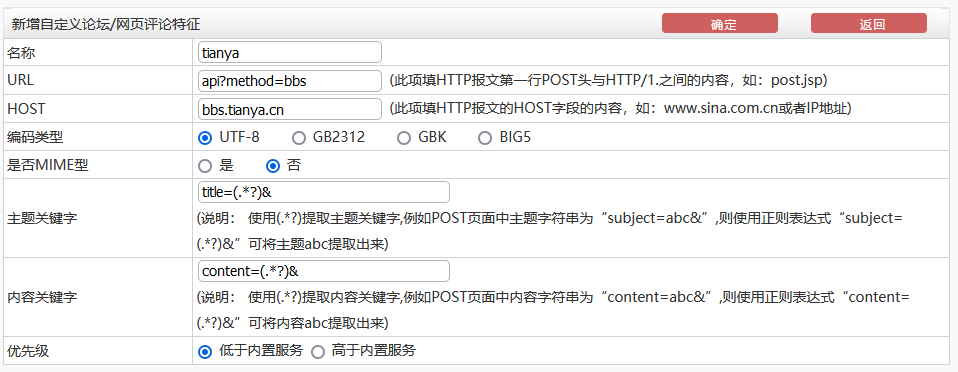 新增自定义论坛/网页评论特征 确定 返回
名称 tianya
URL api?method=bbs (此项填HTTP报文第一行POST头与HTTP/1.之间的内容，如：post.jsp)
HOST bbs.tianya.cn (此项填HTTP报文的HOST字段的内容，如：www.sina.com.cn或者IP地址)
编码类型 UTF-8 GB2312 GBK BIG5
是否MIME型 是 否
title=(.*?)&
主题关键字 (说明： 使用(.*?)提取主题关键字,例如POST页面中主题字符串为“subject=abc&”,则使用正则表达式“subject=
(.*?)&”可将主题abc提取出来)
content=(.*?)&
内容关键字 (说明： 使用(.*?)提取内容关键字,例如POST页面中内容字符串为“content=abc&”,则使用正则表达式“content=
(.*?)&”可将内容abc提取出来)
优先级 低于内置服务 高于内置服务